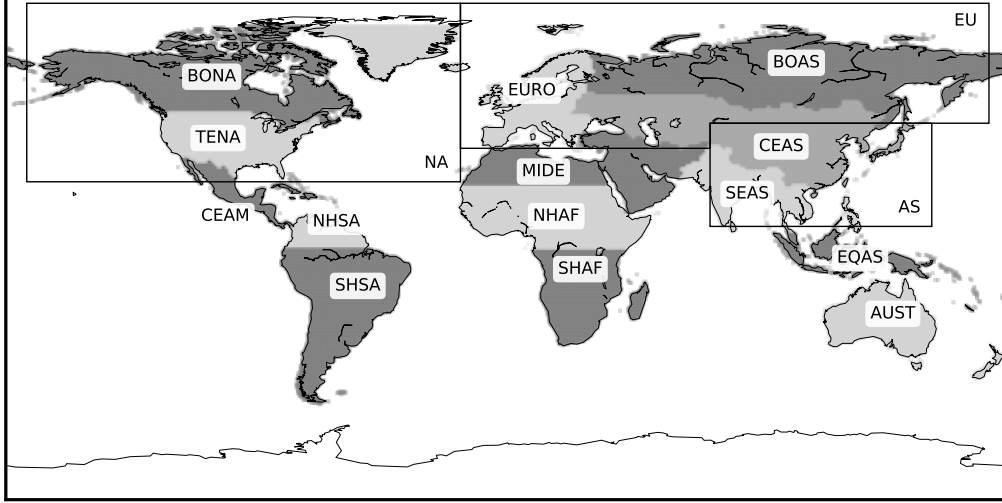 EU
BOAS
BONA
EURO
TENA
CEAS
NA
MIDE
SEAS
AS
CEAM
NHSA
NHAF
EQAS
SHAF
SHSA
AUST